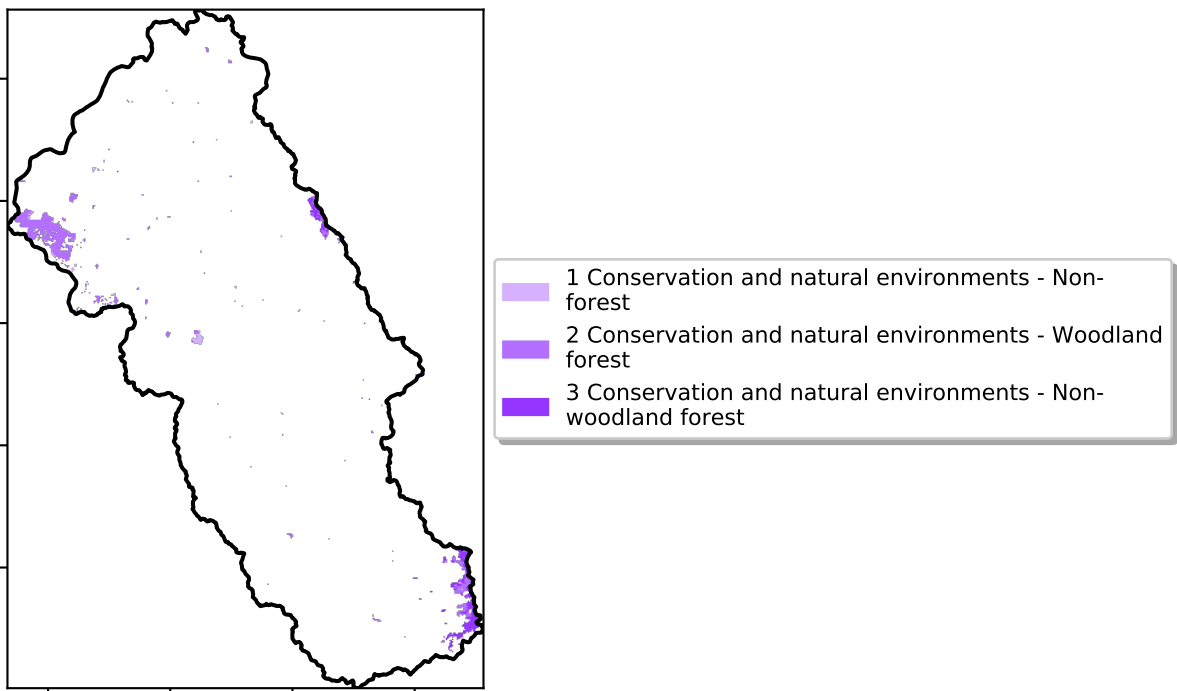 1 Conservation and natural environments - Non-
forest
2 Conservation and natural environments - Woodland
forest
3 Conservation and natural environments - Non-
woodland forest